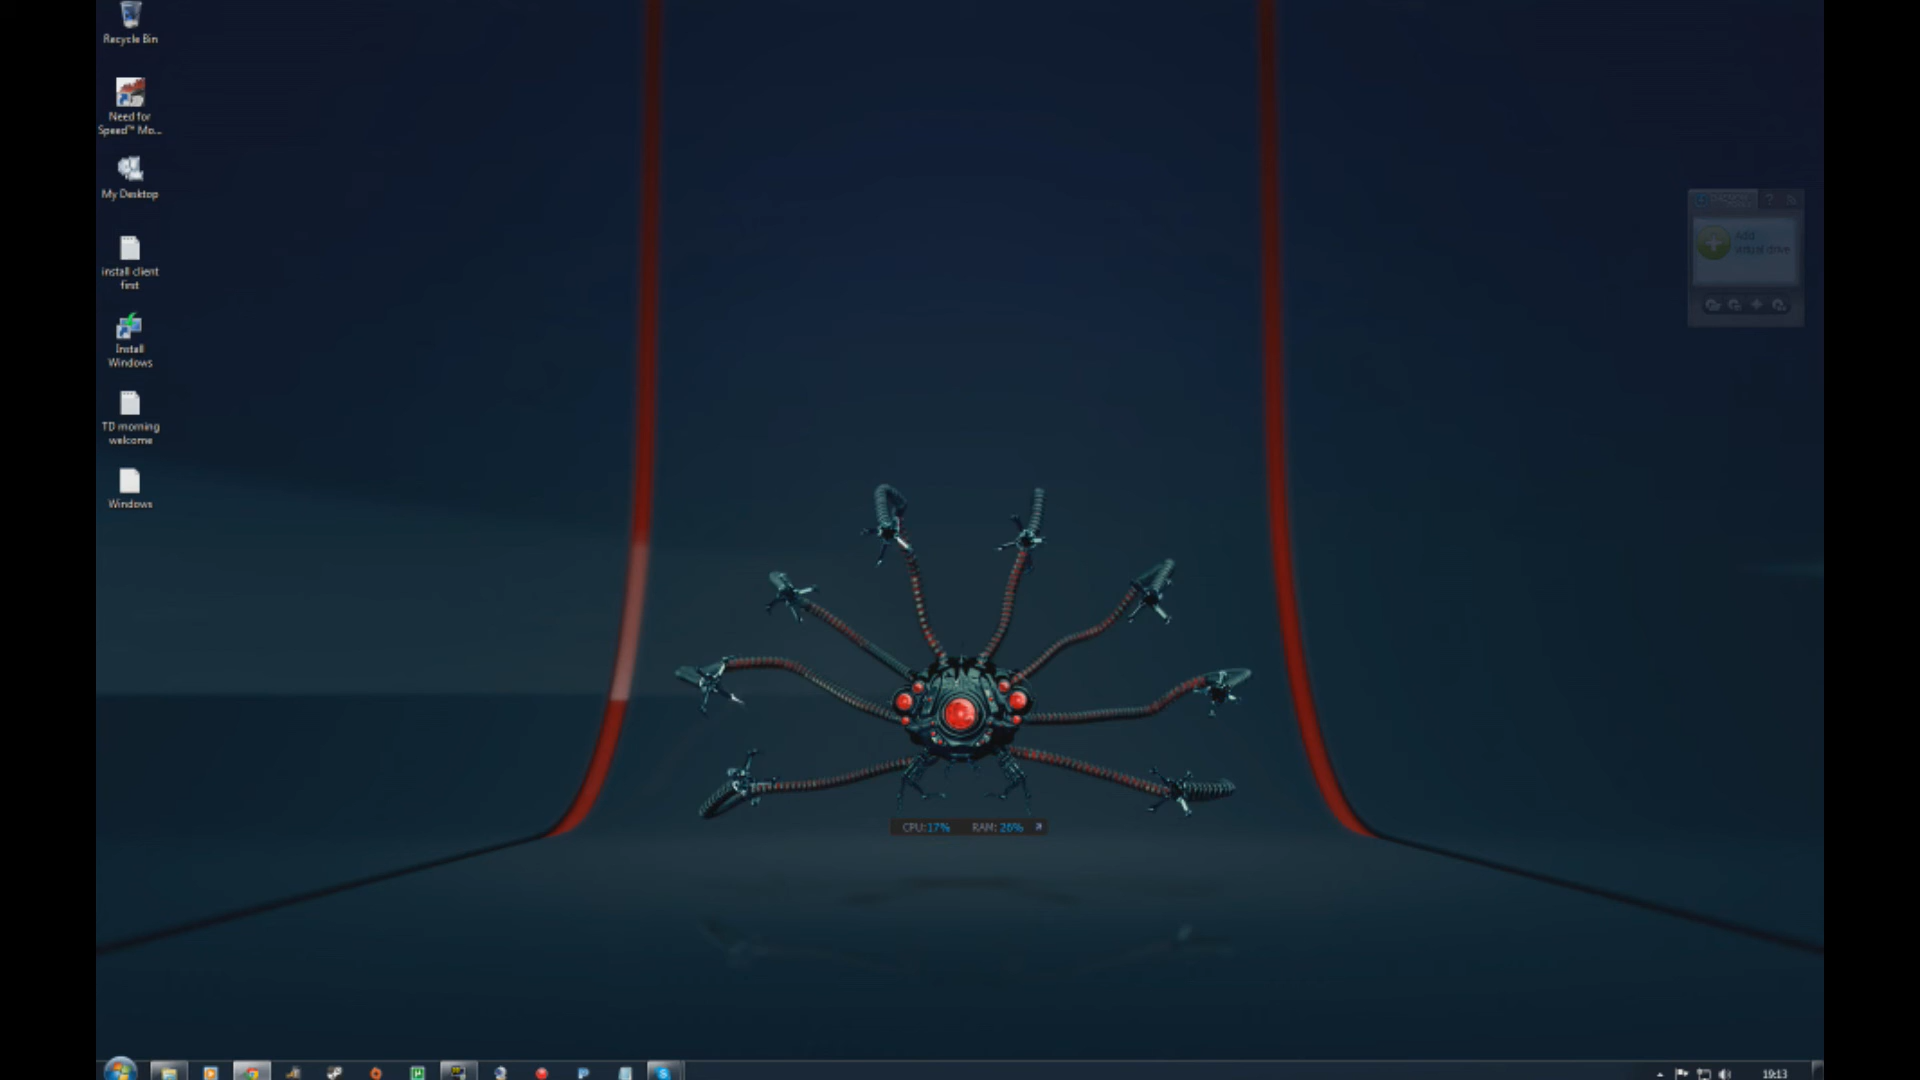 Recycle Bin
Need for
Speed™ Mo...
My Desktop
install client
first
Install
Windows
TD morning
welcome
Windows
DAEMON
?
Add
virtual drive
CPU:17% RAM: 26%
19:13